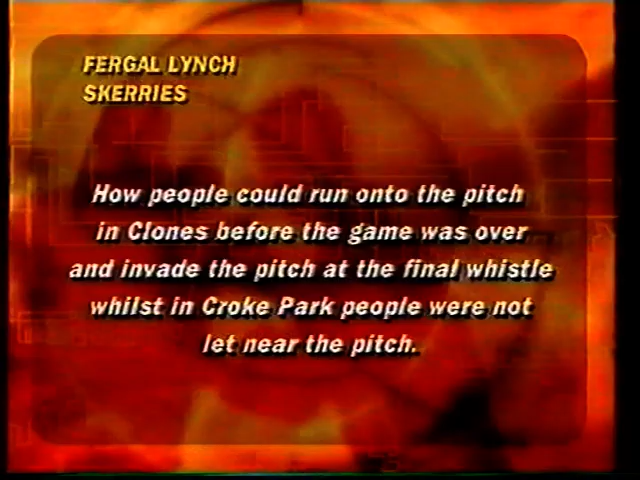 FERGAL LYNCH
SKERRIES
How people could run onto the pitch
in Clones before the game was over
and invade the pitch at the final whistle
whilst in Croke Park people were not
let near the pitch.